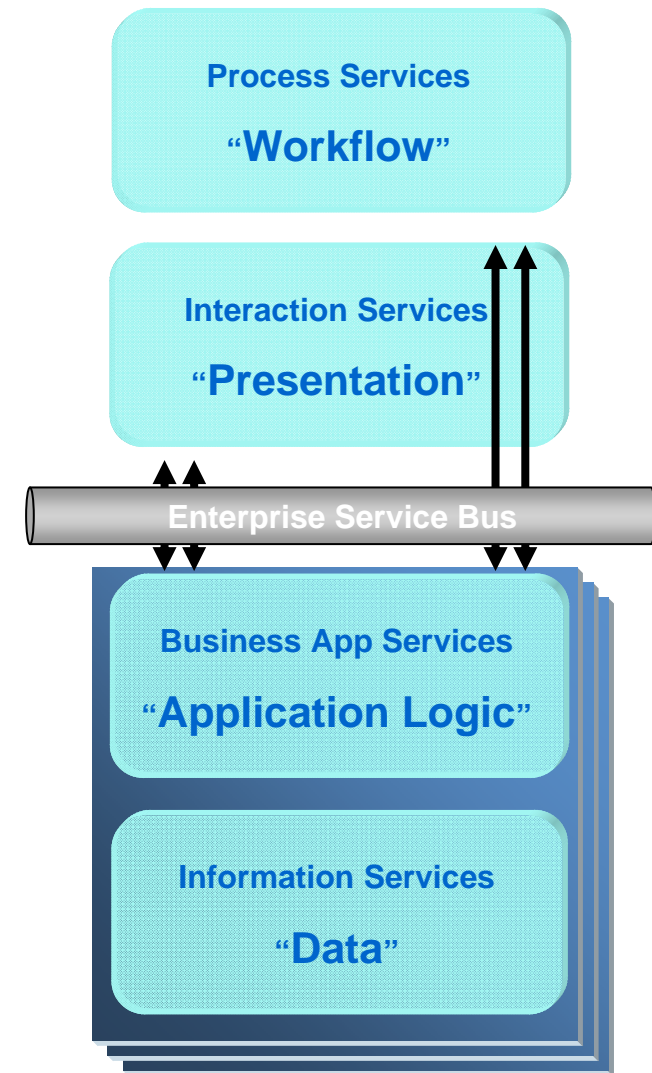 Process Services
“Workflow”
Interaction Services
“Presentation”
Enterprise Service Bus
Business App Services
“Application Logic”
Information Services
“Data”